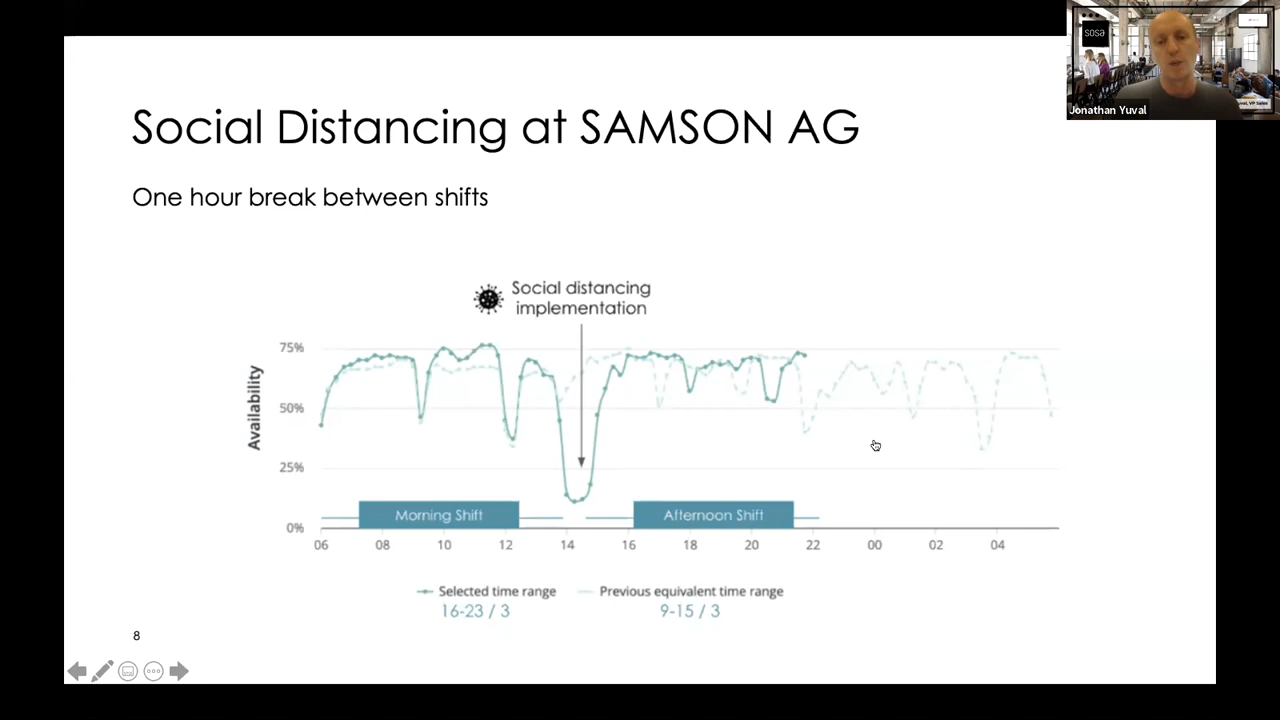 sosa
Jonathan Yuval
Social Distancing at SAMSON AG
One hour break between shifts
Social distancing
implementation
Availability
75%
50%
25%
0%
Morning Shift
Afternoon Shift
06 08 10 12 14 16 18 20 22 00 02 04
Selected time range
16-23 / 3
Previous equivalent time range
9-15 / 3
8